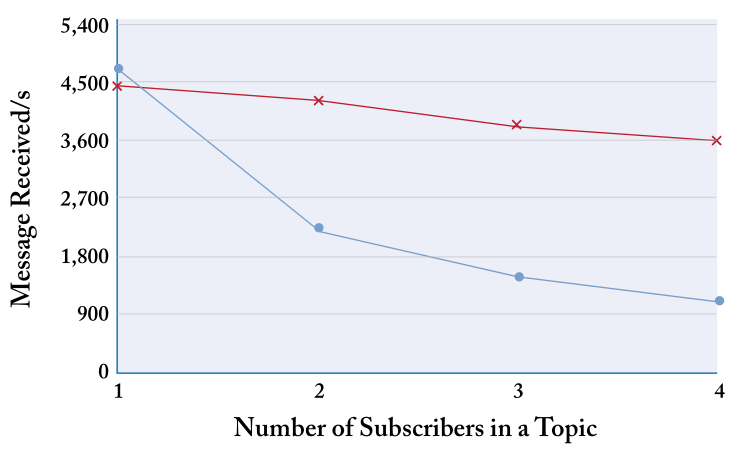 5,400
4,500
3,600
2,700
1,800
900
0
Message Received/s
1 2 3 4
Number of Subscribers in a Topic